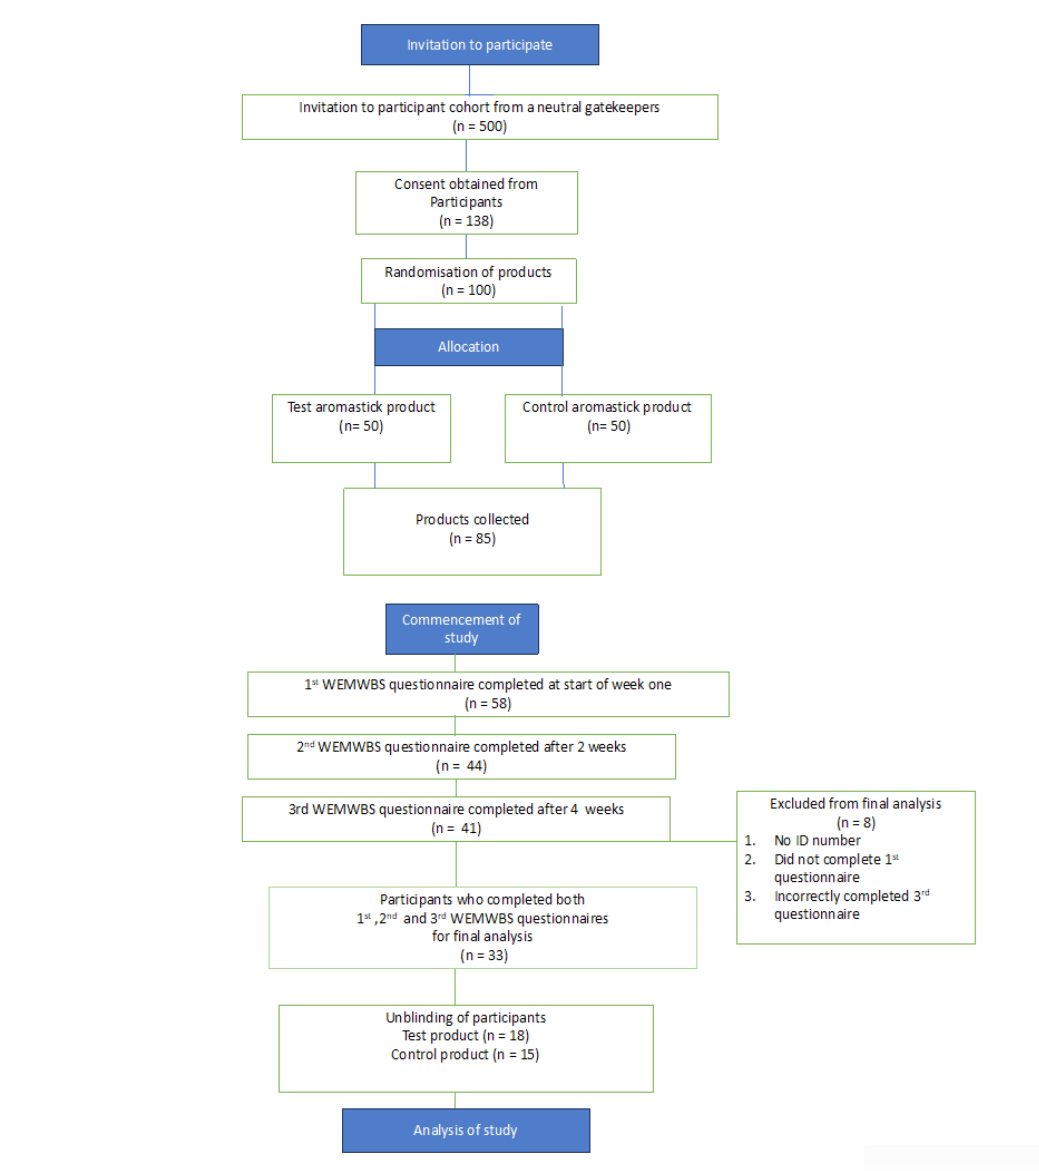 Invitation to participate
Invitation to participant cohort from a neutral gatekeepers
(n = 500)
Consent obtained from
Participants
(n = 138)
Randomisation of products
(n = 100)
Allocation
Test aromastick product
(n= 50)
Control aromastick product
(n= 50)
Products collected
(n = 85)
Commencement of
study
1st WEMWBS questionnaire completed at start of week one
(n = 58)
2nd WEMWBS questionnaire completed after 2 weeks
(n = 44)
3rd WEMWBS questionnaire completed after 4 weeks
(n = 41)
Excluded from final analysis
(n = 8)
1. No ID number
2. Did not complete 1st
questionnaire
3. Incorrectly completed 3rd
questionnaire
Participants who completed both
1st ,2nd and 3rd WEMWBS questionnaires
for final analysis
(n = 33)
Unblinding of participants
Test product (n = 18)
Control product (n = 15)
Analysis of study